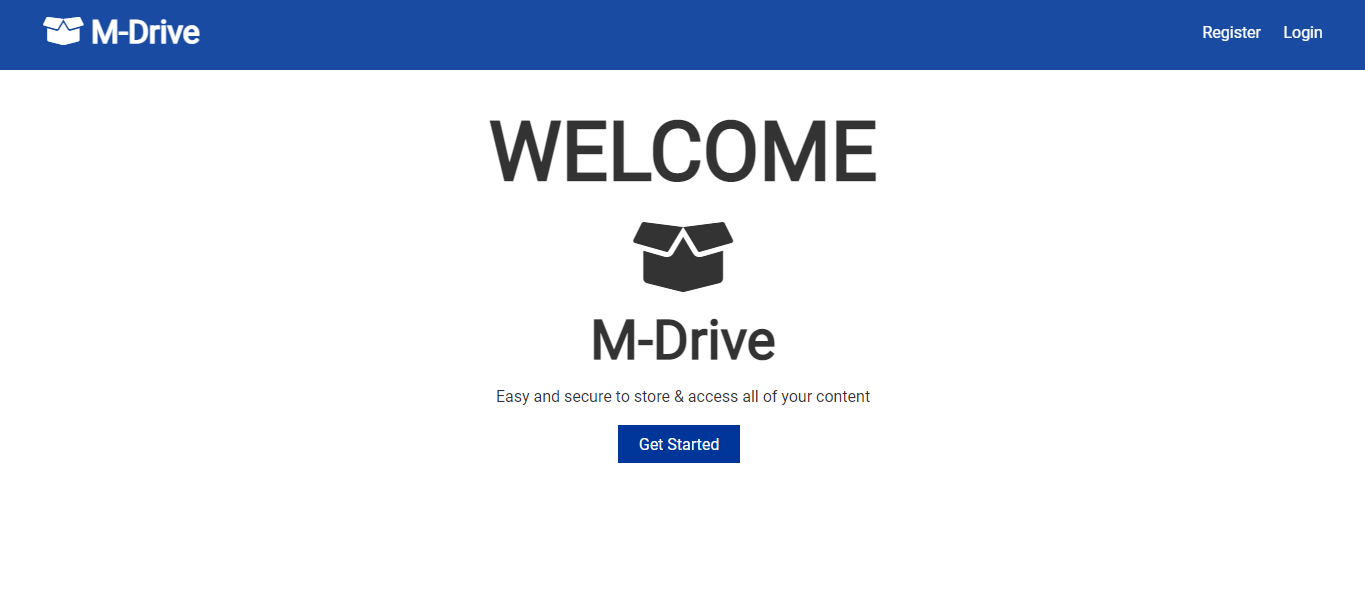 M-Drive
Register
Login
WELCOME
M-Drive
Easy and secure to store & access all of your content
Get Started